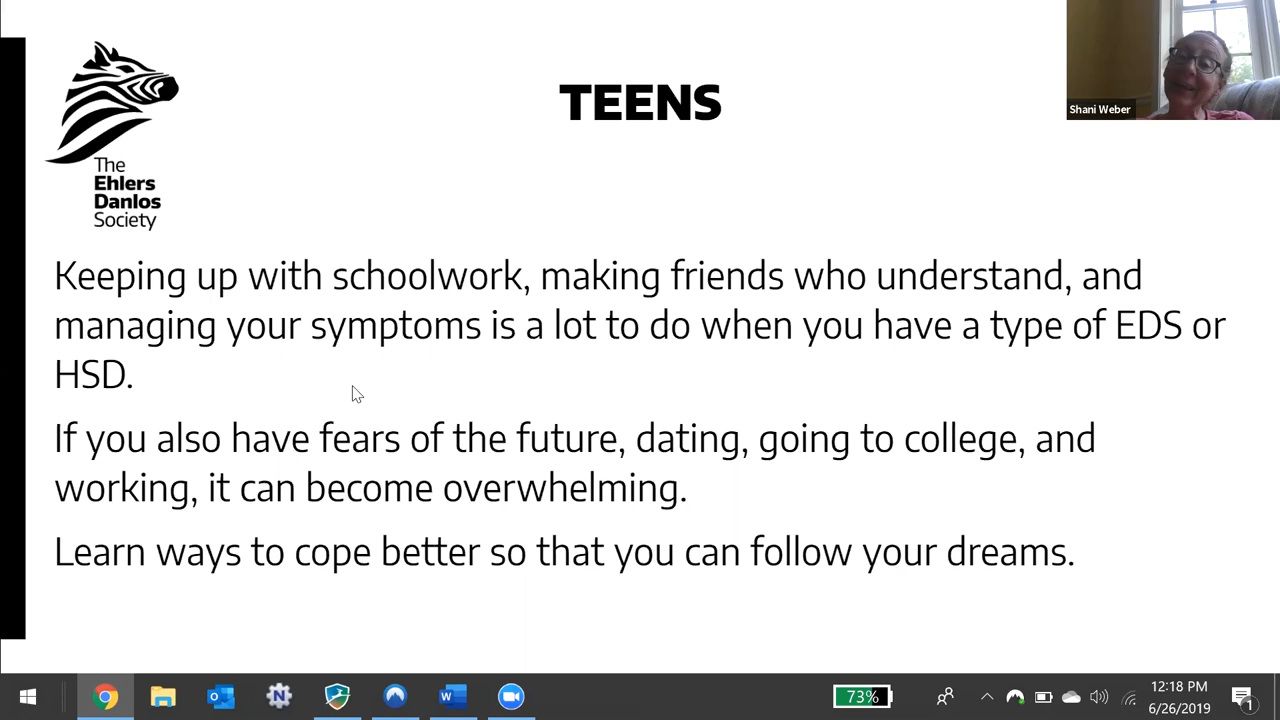 TEENS
Shani Weber
The
Ehlers
Danlos
Society
Keeping up with schoolwork, making friends who understand, and
managing your symptoms is a lot to do when you have a type of EDS or
HSD.
If you also have fears of the future, dating, going to college, and
working, it can become overwhelming.
Learn ways to cope better so that you can follow your dreams.
73%
12:18 PM
6/26/2019
1